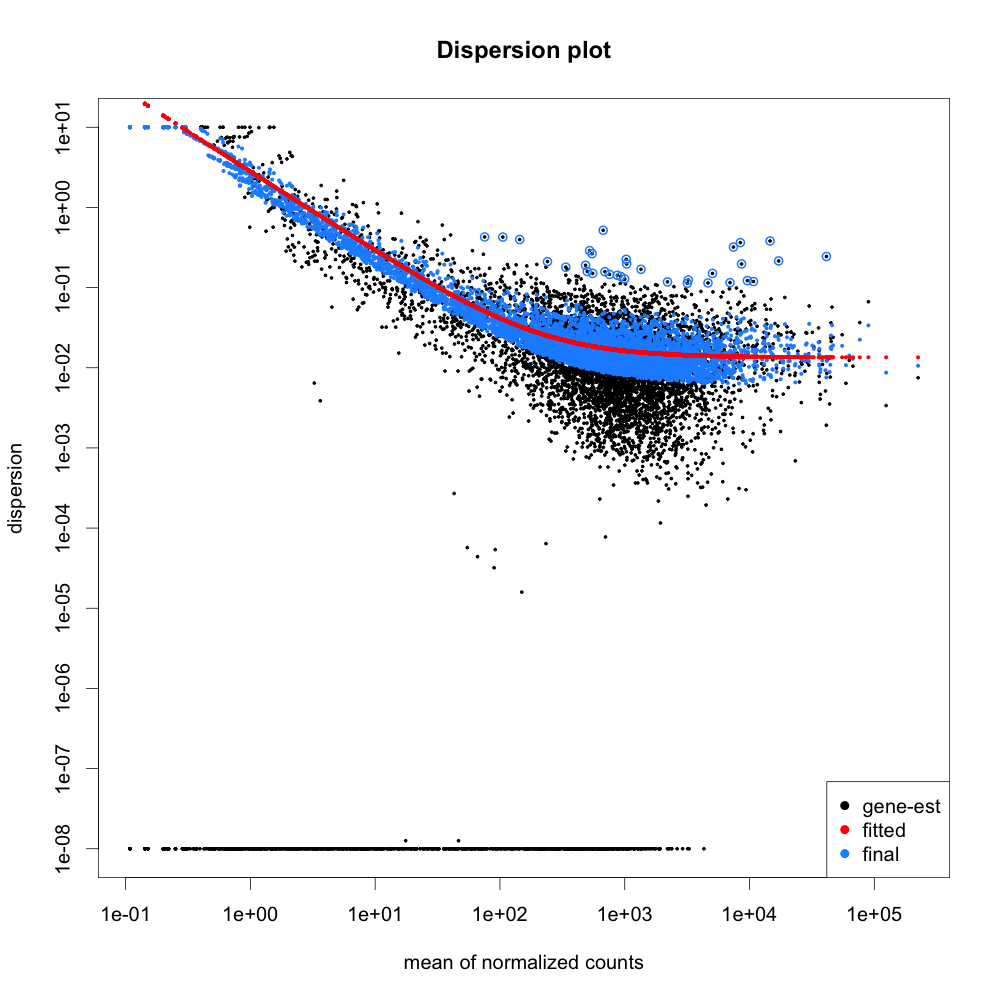 Dispersion plot
1e+01
1e+00
1e-01
1e-02
1e-03
1e-04
1e-05
1e-06
1e-07
1e-08
dispersion
gene-est
fitted
final
1e-01 1e+00 1e+01 1e+02 1e+03 1e+04 1e+05
mean of normalized counts